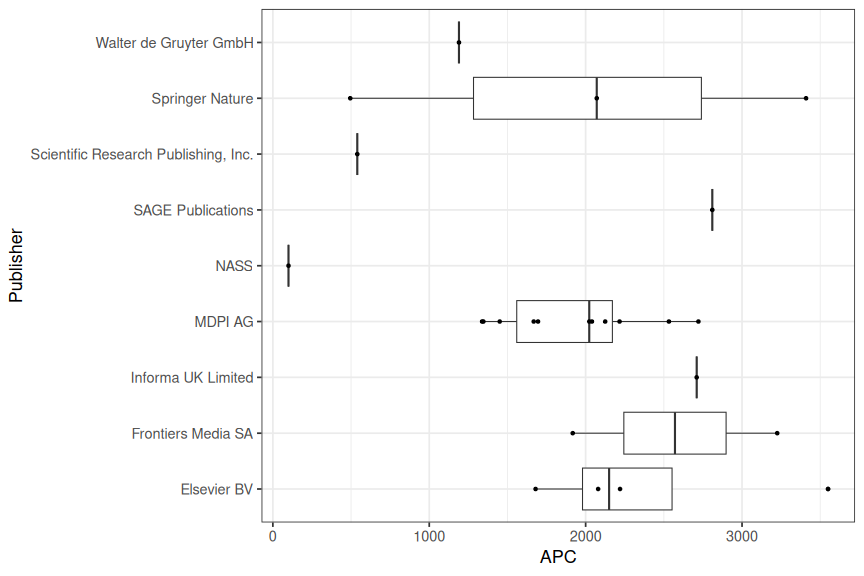 Walter de Gruyter GmbH
Springer Nature
Scientific Research Publishing, Inc.
SAGE Publications
NASS
MDPI AG
Informa UK Limited
Frontiers Media SA
Elsevier BV
Publisher
0 1000 2000 3000
APC